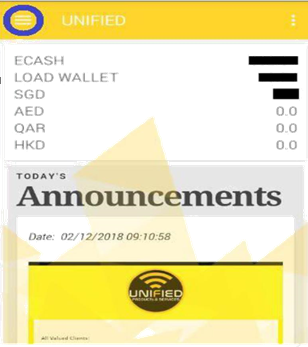 UNIFIED
ECASH
LOAD WALLET
SGD
AED 0.0
QAR 0.0
HKD 0.0
TODAY'S
Announcements
Date: 02/12/2018 09:10:58
UNIFIED
PRODUCTS & SERVICES
All Valued Clients: